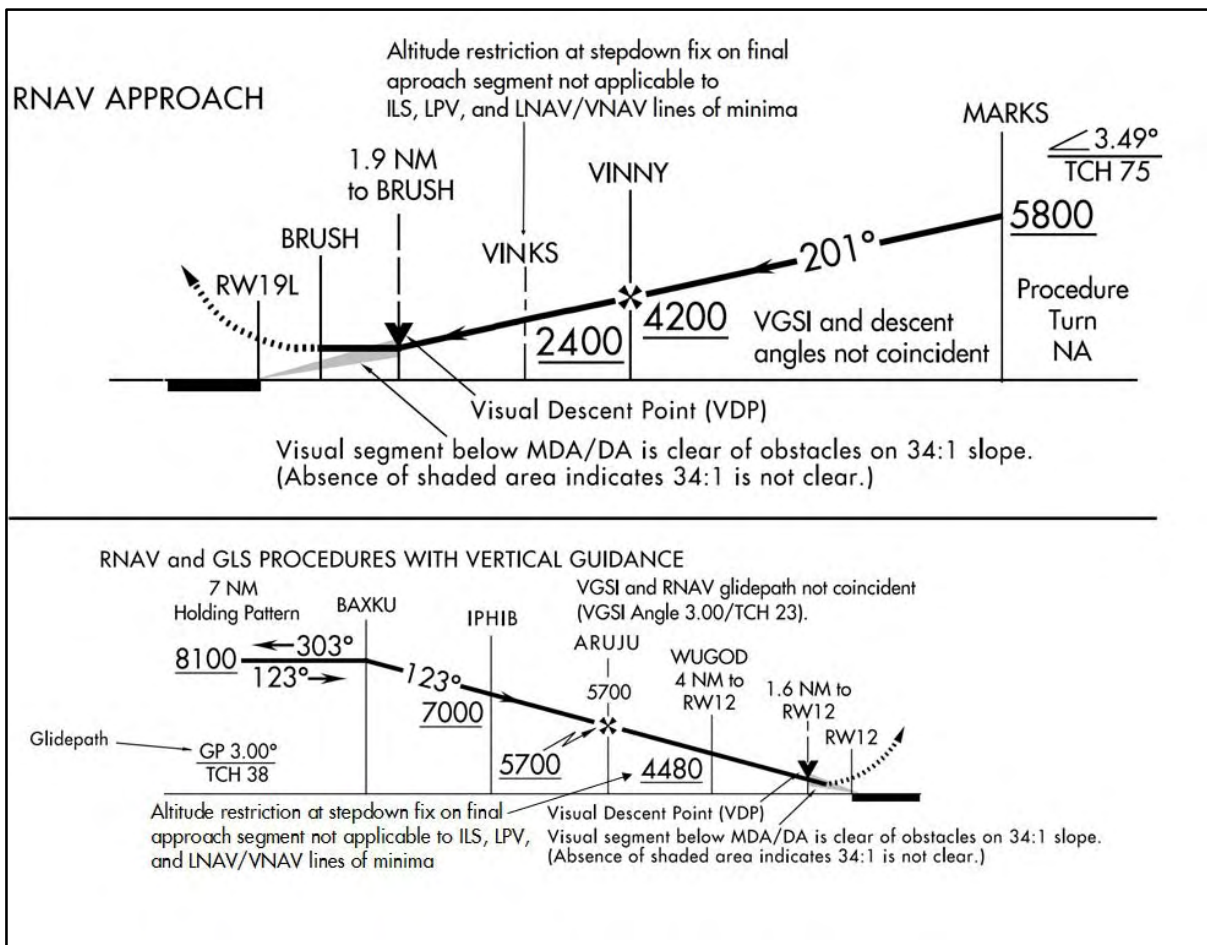 RNAV APPROACH
Altitude restriction at stepdown fix on final
aproach segment not applicable to
ILS, LPV, and LNAV/VNAV lines of minima
MARKS
3.49°
TCH 75
1.9 NM
to BRUSH
VINNY
5800
BRUSH
VINKS
201°
RW19L
Procedure
Turn
NA
2400
4200
VGSI and descent
angles not coincident
Visual Descent Point (VDP)
Visual segment below MDA/DA is clear of obstacles on 34:1 slope.
(Absence of shaded area indicates 34:1 is not clear.)
RNAV and GLS PROCEDURES WITH VERTICAL GUIDANCE
7 NM
Holding Pattern
BAXKU
IPHIB
VGSI and RNAV glidepath not coincident
(VGSI Angle 3.00/TCH 23).
ARUJU
WUGOD
4 NM to
RW12
1.6 NM to
RW12
8100
303°
123°
123°
7000
5700
5700
4480
RW12
Glidepath
GP 3.00°
TCH 38
Altitude restriction at stepdown fix on final
approach segment not applicable to ILS, LPV,
and LNAV/VNAV lines of minima
Visual Descent Point (VDP)
Visual segment below MDA/DA is clear of obstacles on 34:1 slope.
(Absence of shaded area indicates 34:1 is not clear.)